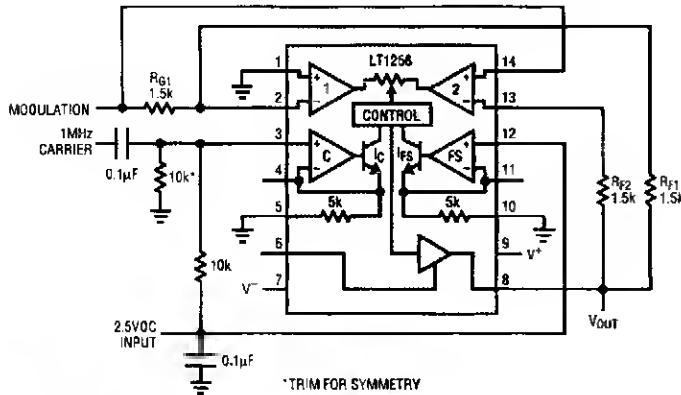 LT1256
1
14
1
2
RG1
1.5k
2
13
MODULATION
CONTROL
1MHz
CARRIER
3
12
C
IC
IFS
FS
0.1µF
10k*
4
11
RF2
1.5k
RF1
1.5k
5k
5k
5
10
10k
6
9
V+
V−
7
8
2.5VDC
INPUT
VOUT
0.1µF
*TRIM FOR SYMMETRY